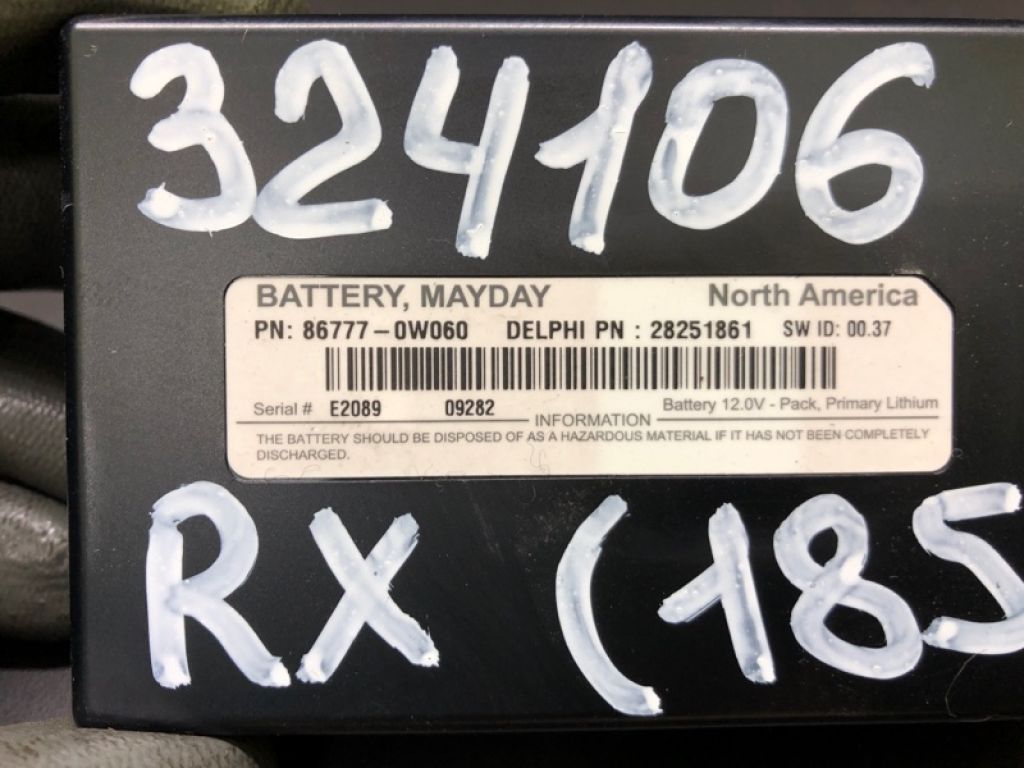 324106
BATTERY, MAYDAY North America
PN: 86777-0W060 DELPHI PN : 28251861 SW ID: 00.37
Serial # E2089 09282 Battery 12.0V - Pack, Primary Lithium
INFORMATION
THE BATTERY SHOULD BE DISPOSED OF AS A HAZARDOUS MATERIAL IF IT HAS NOT BEEN COMPLETELY
DISCHARGED.
RX (185